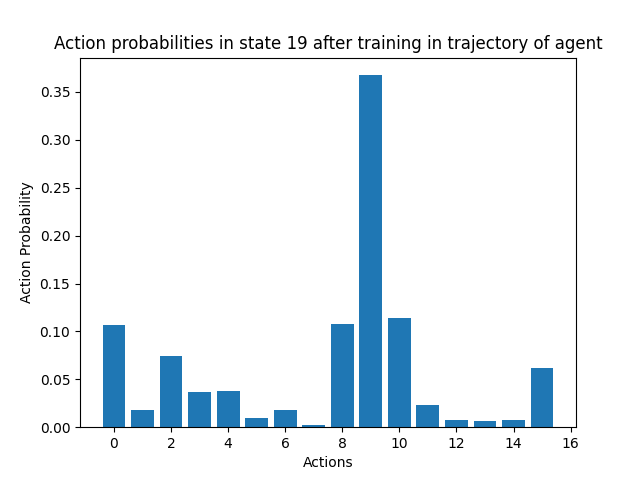 Action probabilities in state 19 after training in trajectory of agent
0.35
0.30
0.25
0.20
0.15
0.10
0.05
0.00
Action Probability
0 2 4 6 8 10 12 14 16
Actions